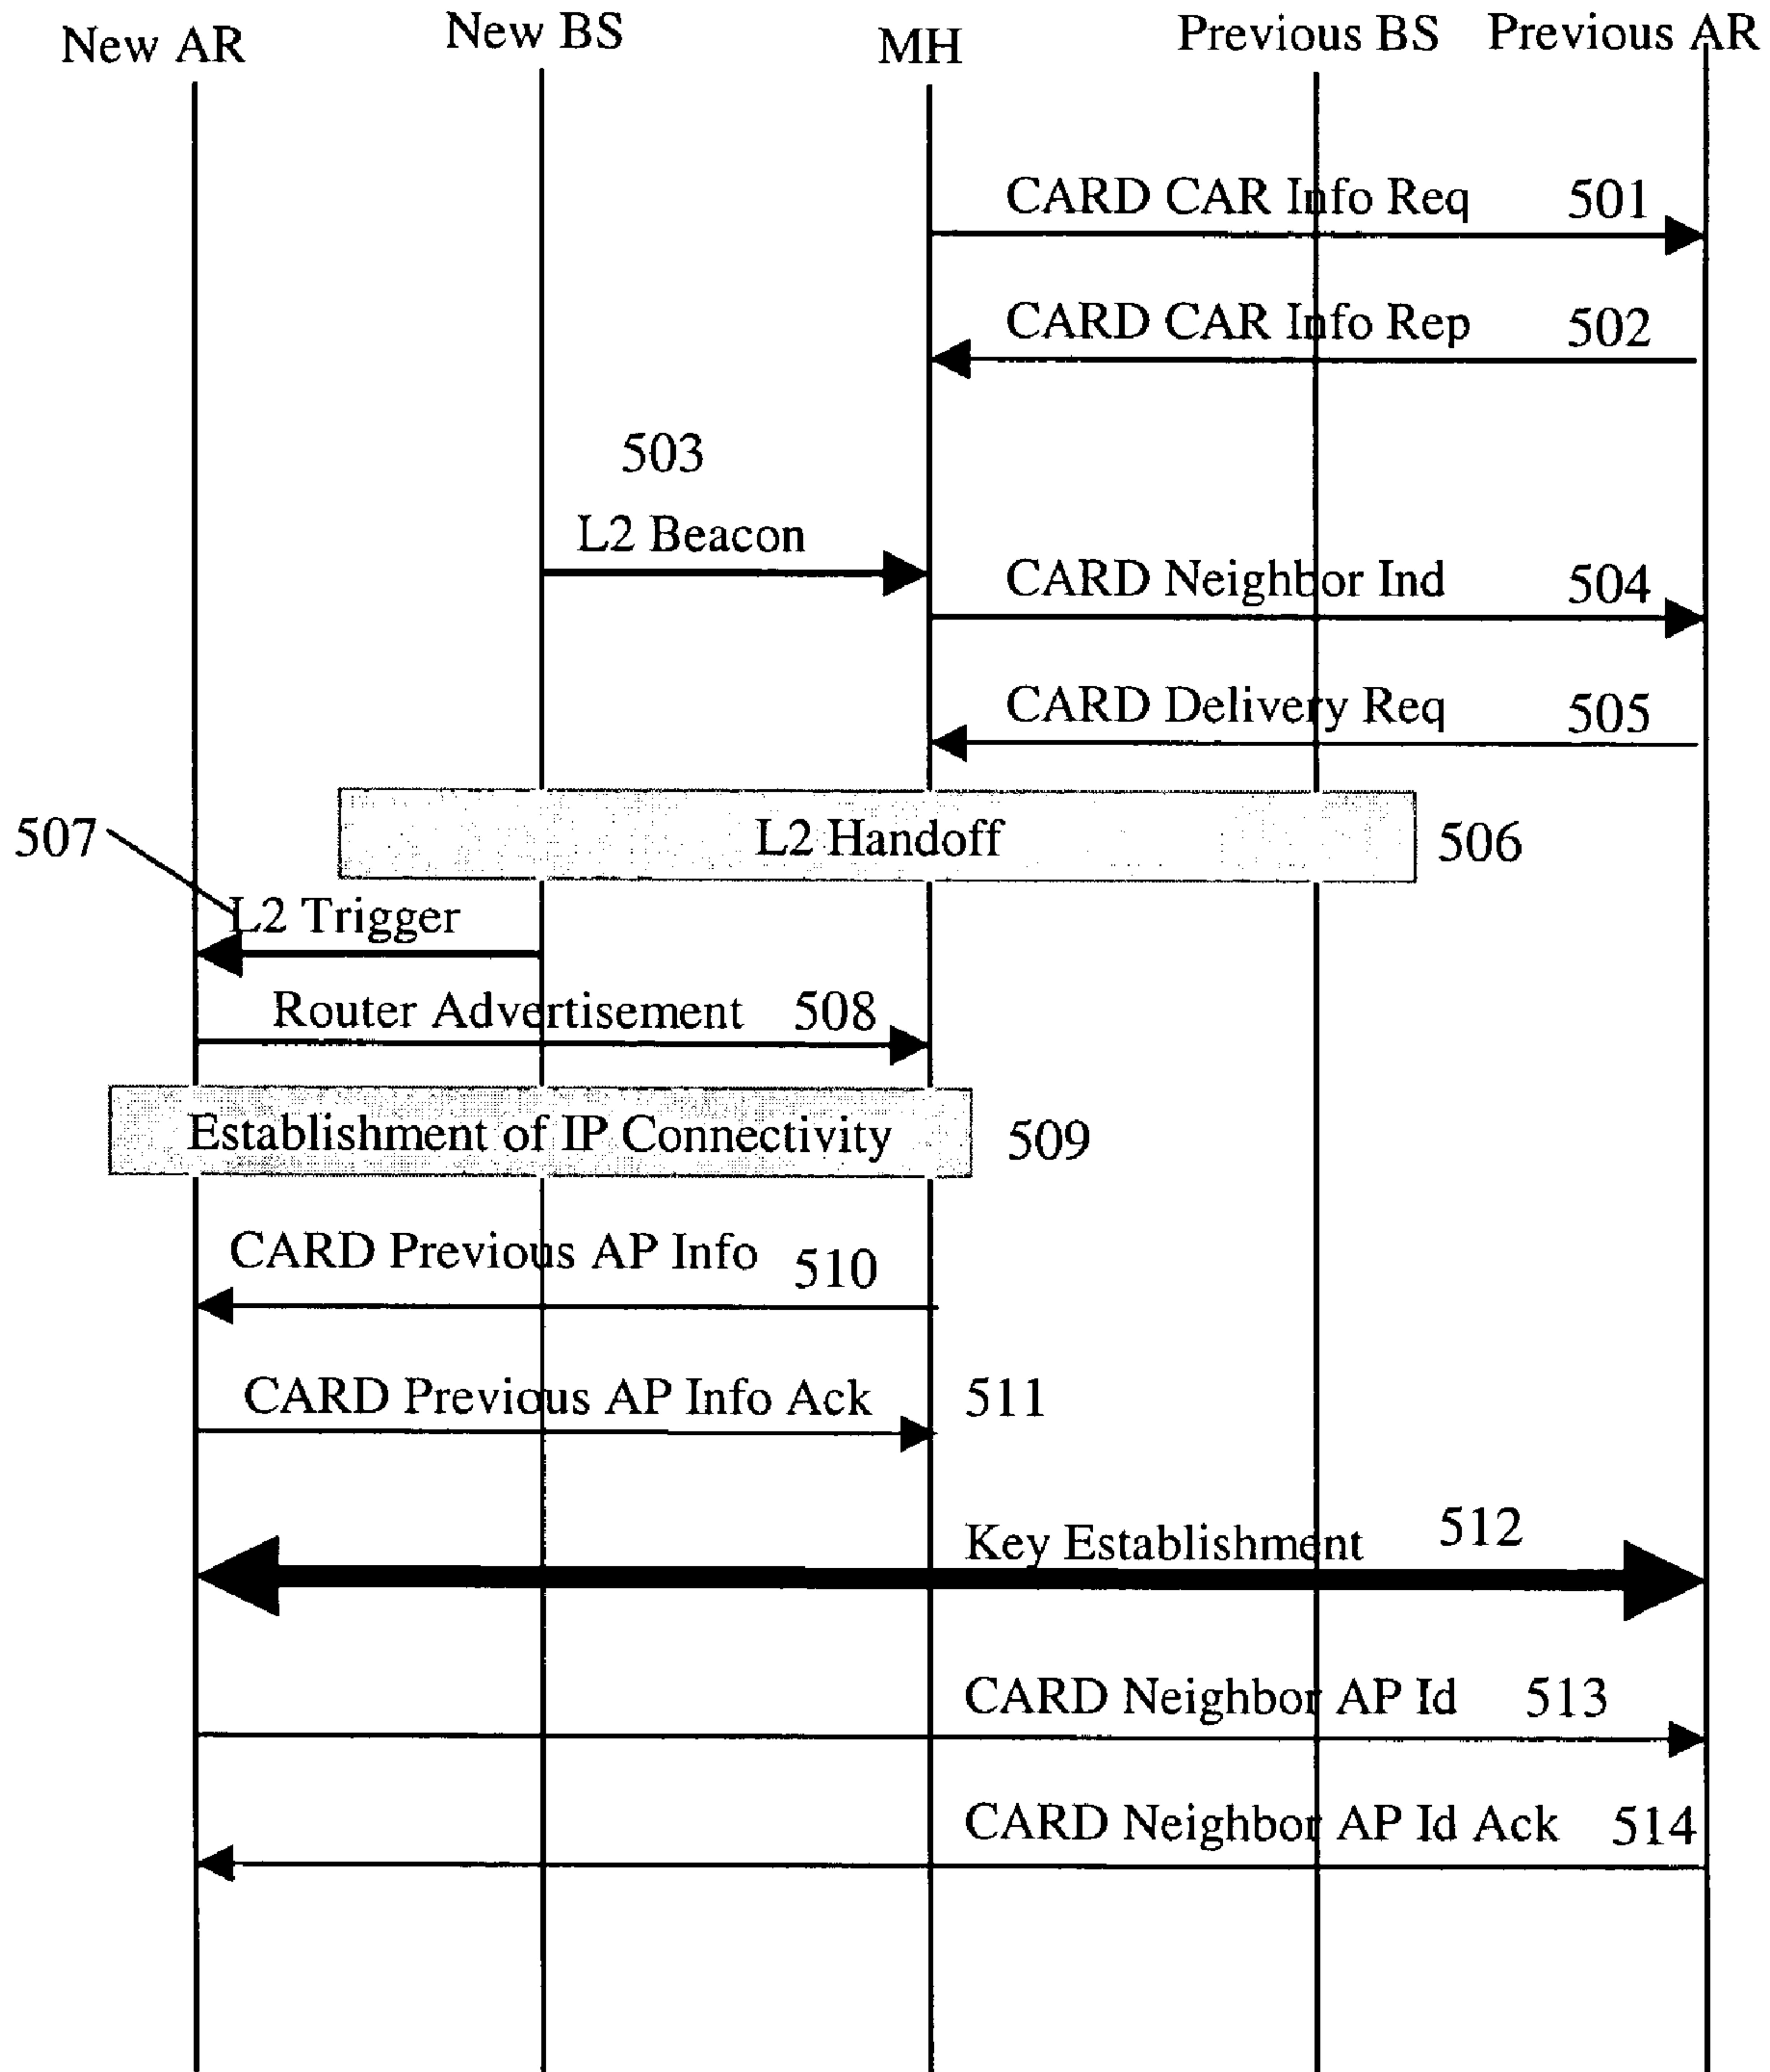 New AR
New BS
MH
Previous BS
Previous AR
CARD CAR Info Req 501
CARD CAR Info Rep 502
503
L2 Beacon
CARD Neighbor Ind 504
CARD Delivery Req 505
L2 Handoff 506
507
L2 Trigger
Router Advertisement 508
Establishment of IP Connectivity 509
CARD Previous AP Info 510
CARD Previous AP Info Ack 511
Key Establishment 512
CARD Neighbor AP Id 513
CARD Neighbor AP Id Ack 514